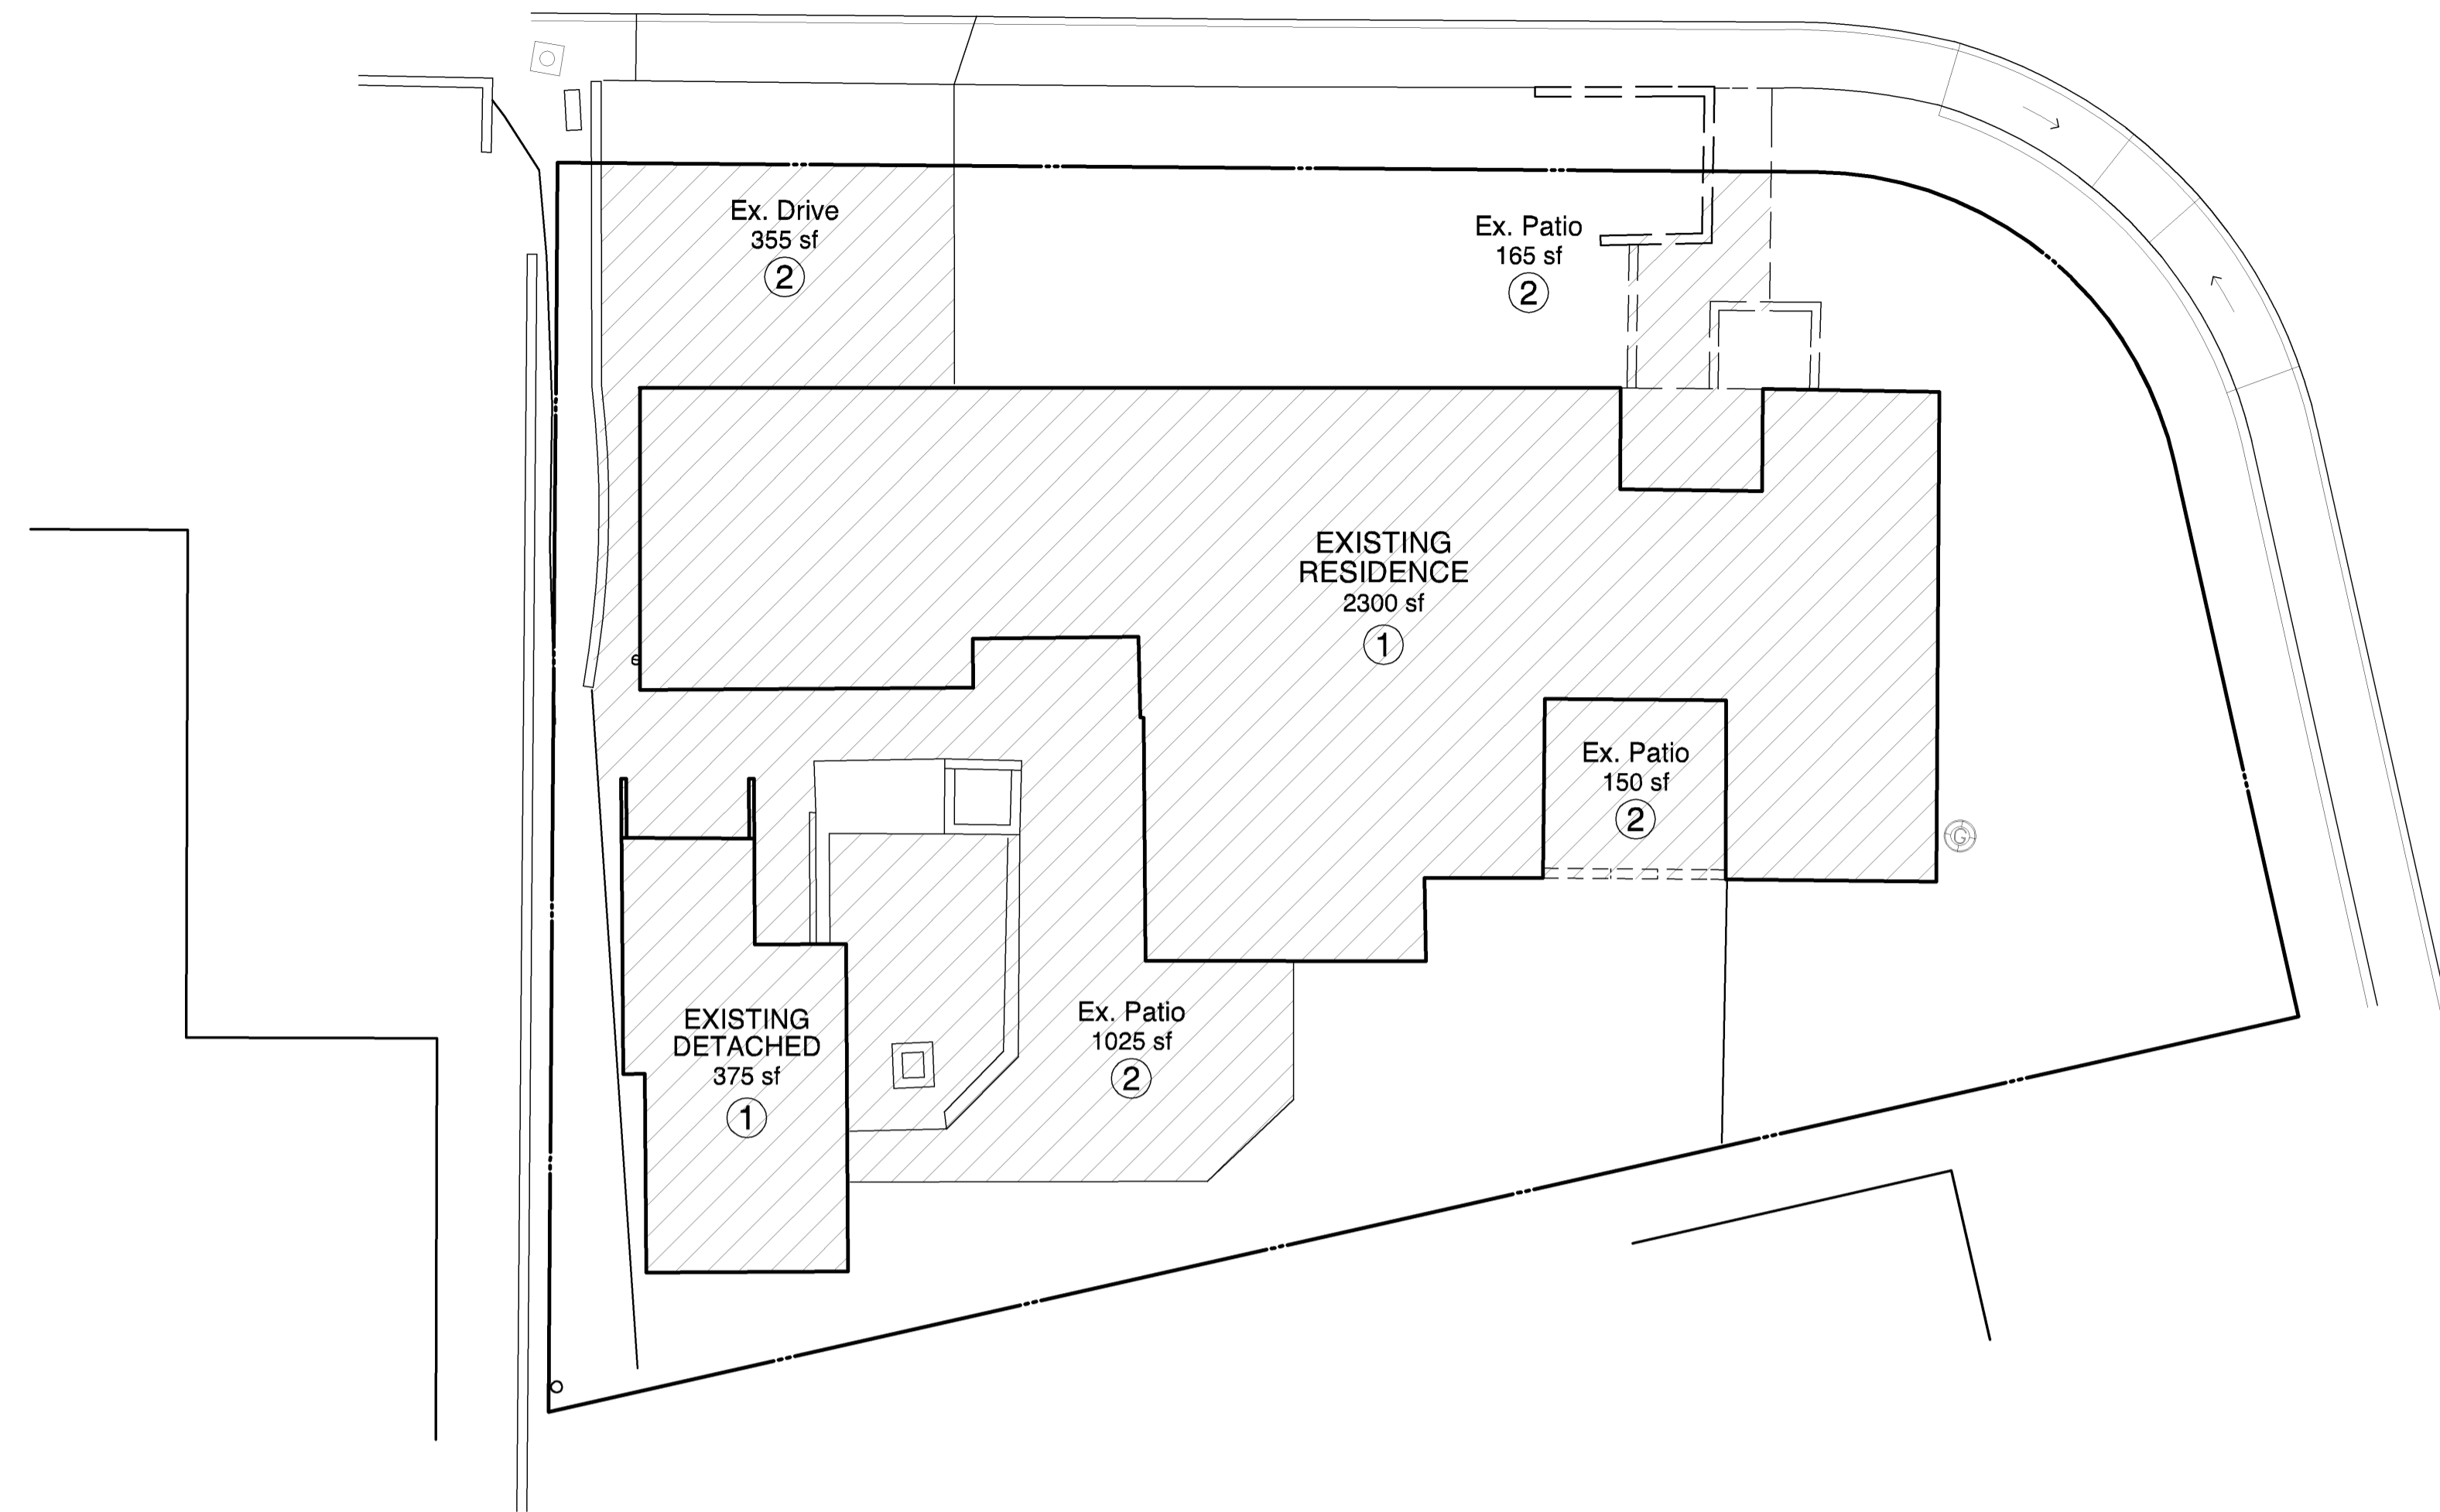 Ex. Drive
355 sf
2
Ex. Patio
165 sf
2
EXISTING
RESIDENCE
2300 sf
1
e
Ex. Patio
150 sf
2
G
EXISTING
DETACHED
375 sf
1
Ex. Patio
1025 sf
2